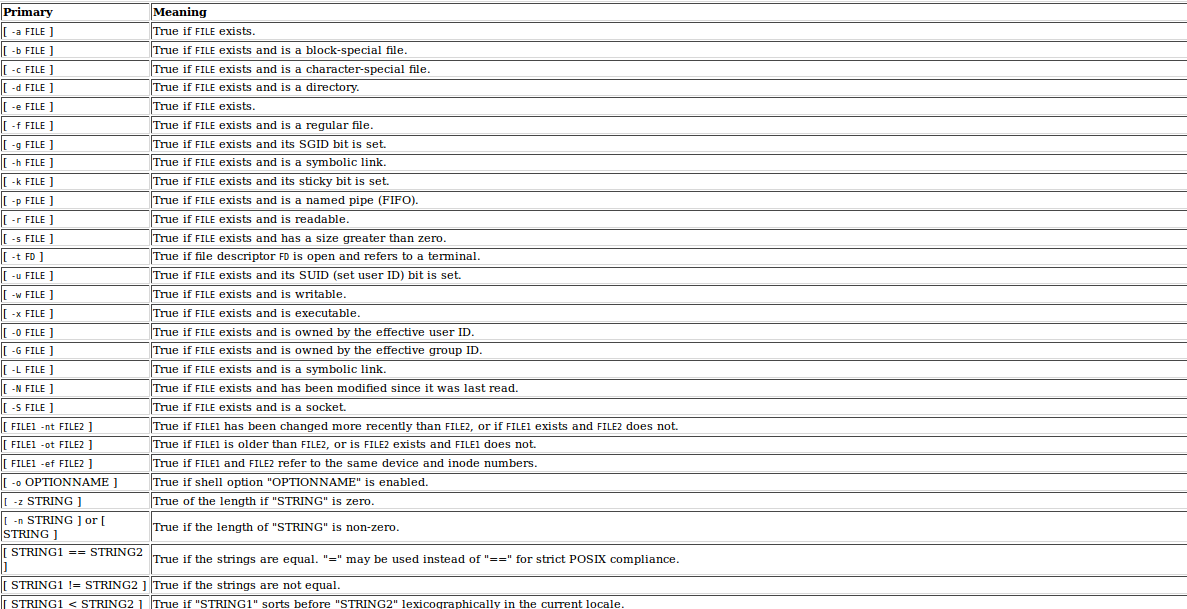 Primary Meaning
[ -a FILE ] True if FILE exists.
[ -b FILE ] True if FILE exists and is a block-special file.
[ -c FILE ] True if FILE exists and is a character-special file.
[ -d FILE ] True if FILE exists and is a directory.
[ -e FILE ] True if FILE exists.
[ -f FILE ] True if FILE exists and is a regular file.
[ -g FILE ] True if FILE exists and its SGID bit is set.
[ -h FILE ] True if FILE exists and is a symbolic link.
[ -k FILE ] True if FILE exists and its sticky bit is set.
[ -p FILE ] True if FILE exists and is a named pipe (FIFO).
[ -r FILE ] True if FILE exists and is readable.
[ -s FILE ] True if FILE exists and has a size greater than zero.
[ -t FD ] True if file descriptor FD is open and refers to a terminal.
[ -u FILE ] True if FILE exists and its SUID (set user ID) bit is set.
[ -w FILE ] True if FILE exists and is writable.
[ -x FILE ] True if FILE exists and is executable.
[ -O FILE ] True if FILE exists and is owned by the effective user ID.
[ -G FILE ] True if FILE exists and is owned by the effective group ID.
[ -L FILE ] True if FILE exists and is a symbolic link.
[ -N FILE ] True if FILE exists and has been modified since it was last read.
[ -S FILE ] True if FILE exists and is a socket.
[ FILE1 -nt FILE2 ] True if FILE1 has been changed more recently than FILE2, or if FILE1 exists and FILE2 does not.
[ FILE1 -ot FILE2 ] True if FILE1 is older than FILE2, or is FILE2 exists and FILE1 does not.
[ FILE1 -ef FILE2 ] True if FILE1 and FILE2 refer to the same device and inode numbers.
[ -o OPTIONNAME ] True if shell option "OPTIONNAME" is enabled.
[ -z STRING ] True of the length if "STRING" is zero.
[ -n STRING ] or [
STRING ] True if the length of "STRING" is non-zero.
[ STRING1 == STRING2
] True if the strings are equal. "=" may be used instead of "==" for strict POSIX compliance.
[ STRING1 != STRING2 ] True if the strings are not equal.
[ STRING1 < STRING2 ] True if "STRING1" sorts before "STRING2" lexicographically in the current locale.